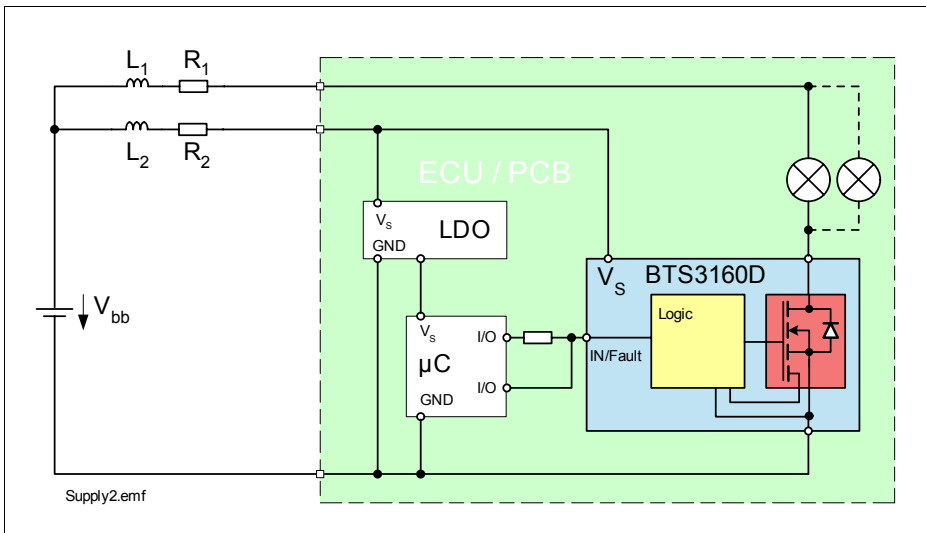 L1 R1
L2 R2
ECU / PCB
VS
LDO
GND
VS BTS3160D
Vbb
Logic
VS
I/O
µC
IN/Fault
I/O
GND
Supply2.emf